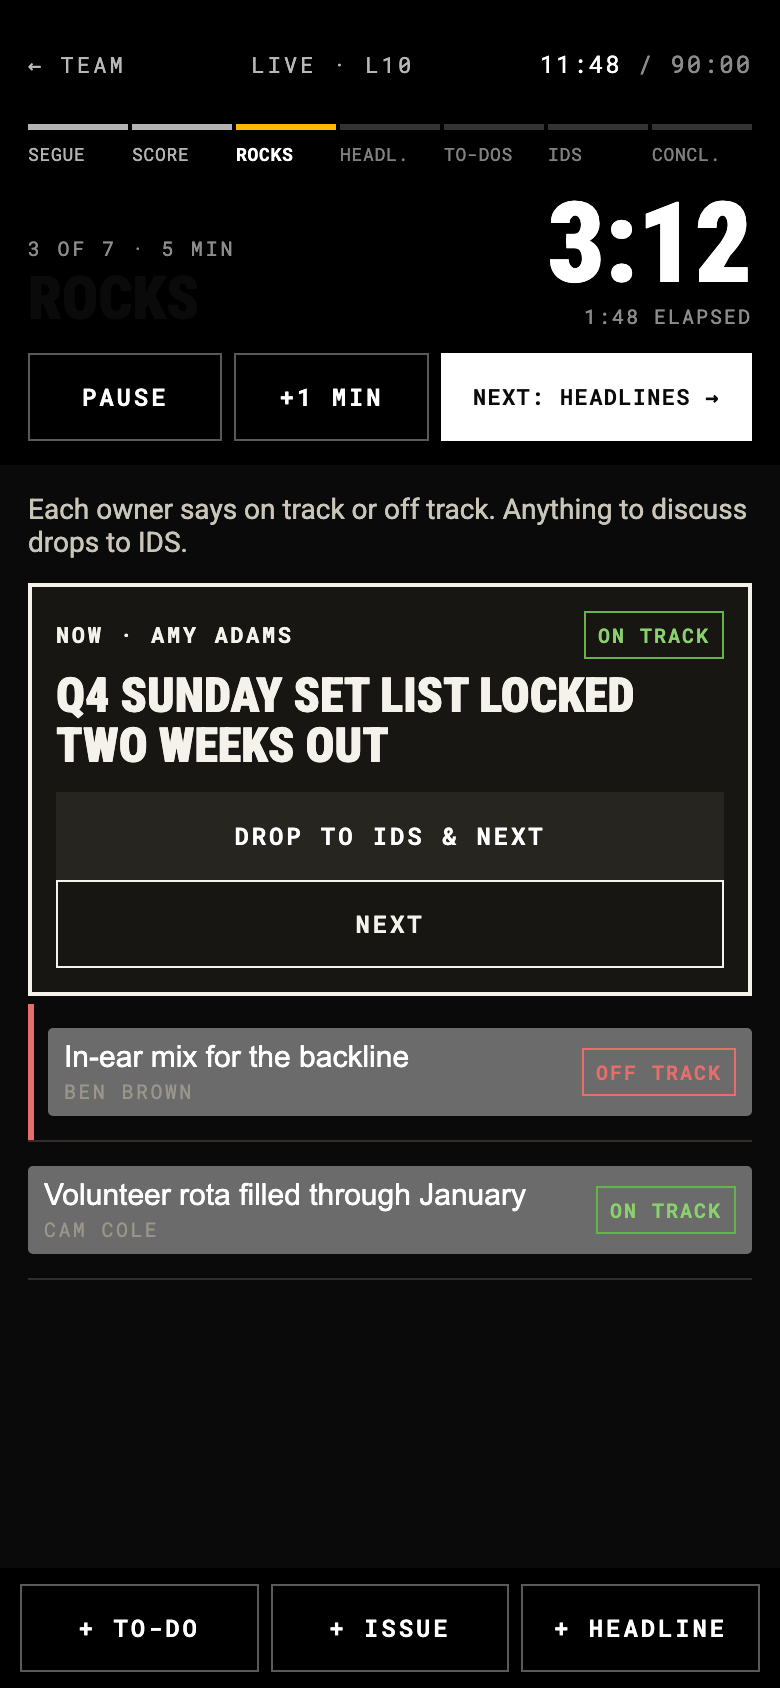 ← TEAM LIVE · L10 11:48 / 90:00
SEGUE SCORE ROCKS HEADL. TO-DOS IDS CONCL.
3 OF 7 · 5 MIN
ROCKS
3:12
1:48 ELAPSED
PAUSE +1 MIN NEXT: HEADLINES →
Each owner says on track or off track. Anything to discuss
drops to IDS.
NOW · AMY ADAMS ON TRACK
Q4 SUNDAY SET LIST LOCKED
TWO WEEKS OUT
DROP TO IDS & NEXT
NEXT
In-ear mix for the backline
BEN BROWN
OFF TRACK
Volunteer rota filled through January
CAM COLE
ON TRACK
+ TO-DO + ISSUE + HEADLINE